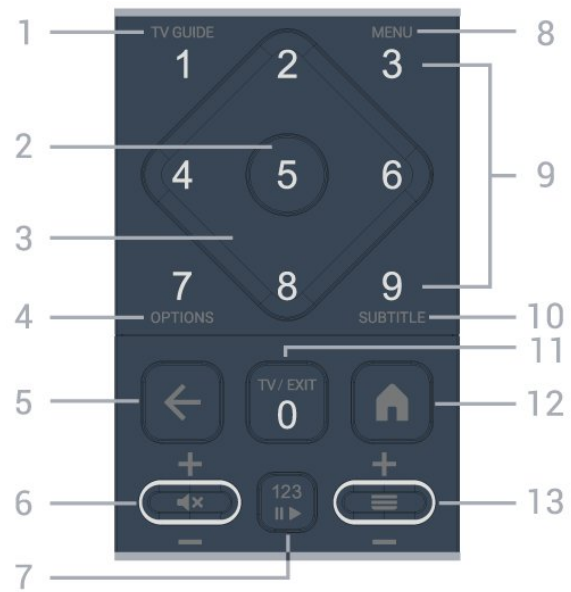 1 TV GUIDE MENU 8
1 2 3
2
4 5 6 9
3
7 8 9
4 OPTIONS SUBTITLE 10
11
TV / EXIT
5 0 12
+ +
6 13
123
− −
7